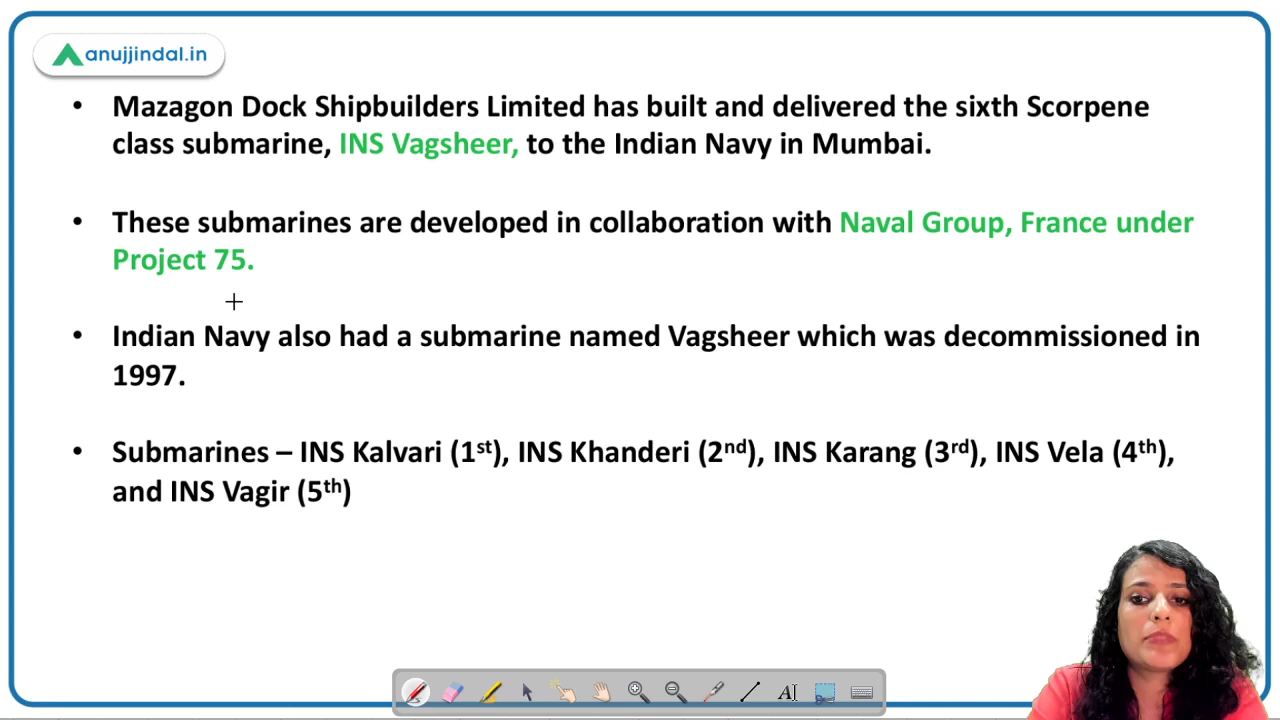 anujjindal.in
• Mazagon Dock Shipbuilders Limited has built and delivered the sixth Scorpene
class submarine, INS Vagsheer, to the Indian Navy in Mumbai.
• These submarines are developed in collaboration with Naval Group, France under
Project 75.
• Indian Navy also had a submarine named Vagsheer which was decommissioned in
1997.
• Submarines – INS Kalvari (1st), INS Khanderi (2nd), INS Karang (3rd), INS Vela (4th),
and INS Vagir (5th)
AI